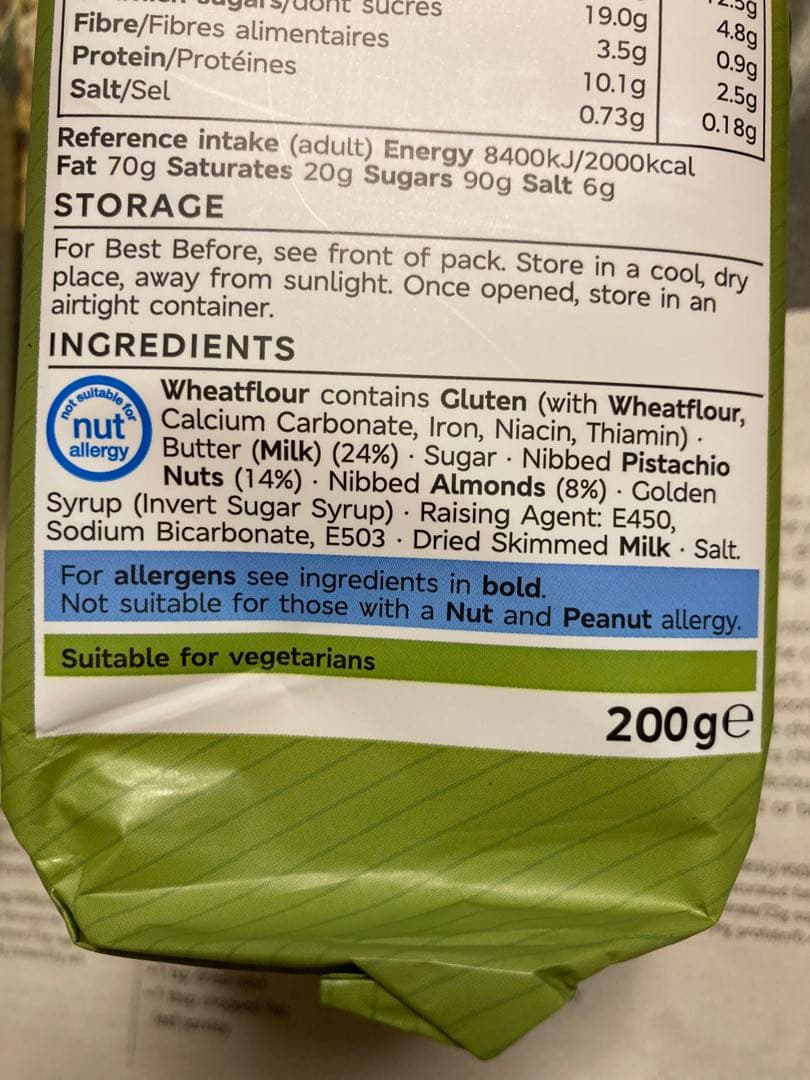 sugars/dont sucres 19.0g 4.8g
Fibre/Fibres alimentaires 3.5g 0.9g
Protein/Protéines 10.1g 2.5g
Salt/Sel 0.73g 0.18g
Reference intake (adult) Energy 8400kJ/2000kcal
Fat 70g Saturates 20g Sugars 90g Salt 6g
STORAGE
For Best Before, see front of pack. Store in a cool, dry
place, away from sunlight. Once opened, store in an
airtight container.
INGREDIENTS
not suitable for
nut
allergy
Wheatflour contains Gluten (with Wheatflour,
Calcium Carbonate, Iron, Niacin, Thiamin) ·
Butter (Milk) (24%) · Sugar · Nibbed Pistachio
Nuts (14%) · Nibbed Almonds (8%) · Golden
Syrup (Invert Sugar Syrup) · Raising Agent: E450,
Sodium Bicarbonate, E503 · Dried Skimmed Milk · Salt.
For allergens see ingredients in bold.
Not suitable for those with a Nut and Peanut allergy.
Suitable for vegetarians
200g℮